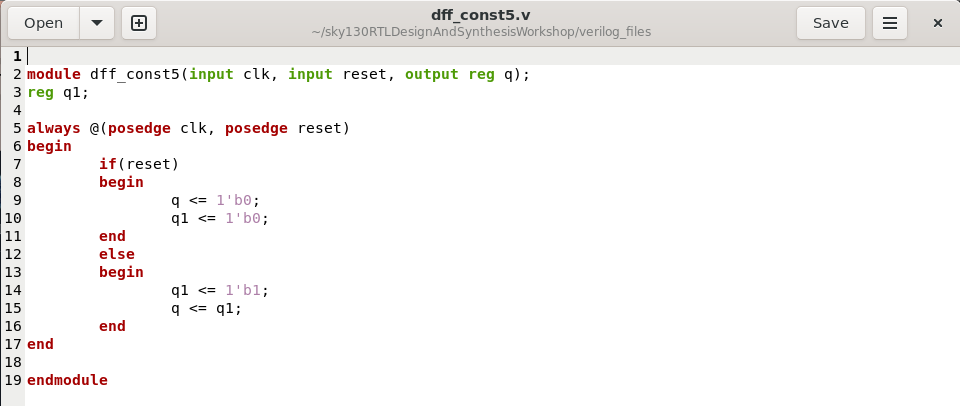 Open
dff_const5.v
~/sky130RTLDesignAndSynthesisWorkshop/verilog_files
Save
1
2 module dff_const5(input clk, input reset, output reg q);
3 reg q1;
4
5 always @(posedge clk, posedge reset)
6 begin
7         if(reset)
8         begin
9                 q <= 1'b0;
10                 q1 <= 1'b0;
11         end
12         else
13         begin
14                 q1 <= 1'b1;
15                 q <= q1;
16         end
17 end
18
19 endmodule